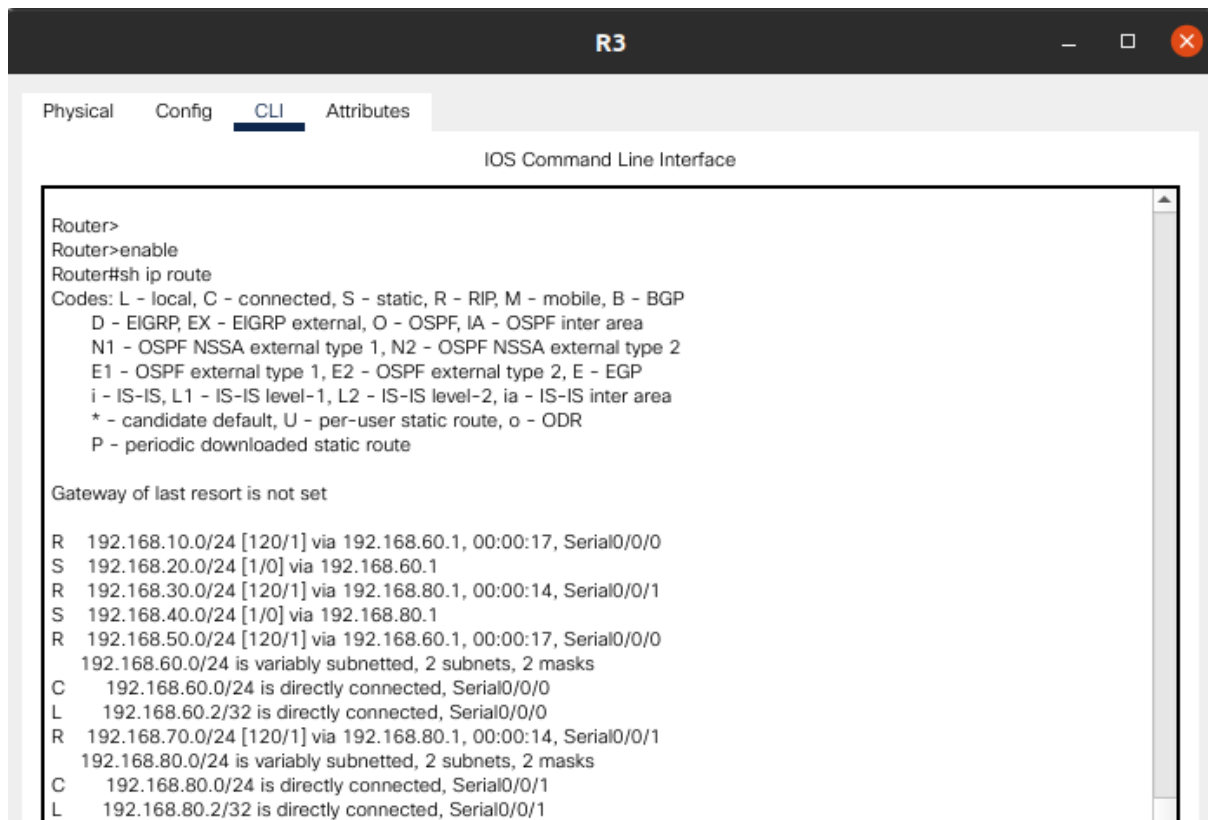 R3
Physical Config CLI Attributes
IOS Command Line Interface
Router>
Router>enable
Router#sh ip route
Codes: L - local, C - connected, S - static, R - RIP, M - mobile, B - BGP
D - EIGRP, EX - EIGRP external, O - OSPF, IA - OSPF inter area
N1 - OSPF NSSA external type 1, N2 - OSPF NSSA external type 2
E1 - OSPF external type 1, E2 - OSPF external type 2, E - EGP
i - IS-IS, L1 - IS-IS level-1, L2 - IS-IS level-2, ia - IS-IS inter area
* - candidate default, U - per-user static route, o - ODR
P - periodic downloaded static route
Gateway of last resort is not set
R 192.168.10.0/24 [120/1] via 192.168.60.1, 00:00:17, Serial0/0/0
S 192.168.20.0/24 [1/0] via 192.168.60.1
R 192.168.30.0/24 [120/1] via 192.168.80.1, 00:00:14, Serial0/0/1
S 192.168.40.0/24 [1/0] via 192.168.80.1
R 192.168.50.0/24 [120/1] via 192.168.60.1, 00:00:17, Serial0/0/0
192.168.60.0/24 is variably subnetted, 2 subnets, 2 masks
C 192.168.60.0/24 is directly connected, Serial0/0/0
L 192.168.60.2/32 is directly connected, Serial0/0/0
R 192.168.70.0/24 [120/1] via 192.168.80.1, 00:00:14, Serial0/0/1
192.168.80.0/24 is variably subnetted, 2 subnets, 2 masks
C 192.168.80.0/24 is directly connected, Serial0/0/1
L 192.168.80.2/32 is directly connected, Serial0/0/1